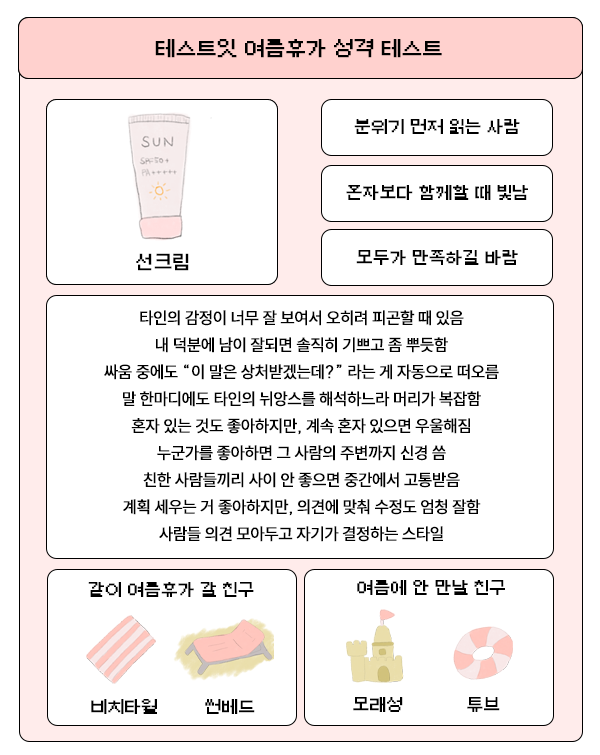 테스트잇 여름휴가 성격 테스트
SUN
SPF50+
PA+++++
선크림
분위기 먼저 읽는 사람
혼자보다 함께할 때 빛남
모두가 만족하길 바람
타인의 감정이 너무 잘 보여서 오히려 피곤할 때 있음
내 덕분에 남이 잘되면 솔직히 기쁘고 좀 뿌듯함
싸움 중에도 “이 말은 상처받겠는데?” 라는 게 자동으로 떠오름
말 한마디에도 타인의 뉘앙스를 해석하느라 머리가 복잡함
혼자 있는 것도 좋아하지만, 계속 혼자 있으면 우울해짐
누군가를 좋아하면 그 사람의 주변까지 신경 씀
친한 사람들끼리 사이 안 좋으면 중간에서 고통받음
계획 세우는 거 좋아하지만, 의견에 맞춰 수정도 엄청 잘함
사람들 의견 모아두고 자기가 결정하는 스타일
같이 여름휴가 갈 친구
비치타월
썬베드
여름에 안 만날 친구
모래성
튜브